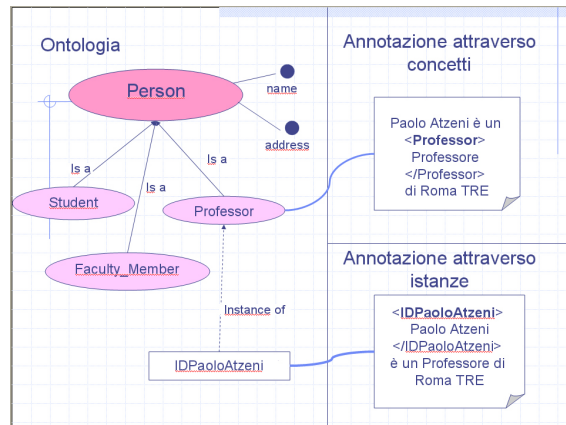 Ontologia
Person
name
address
Is a
Is a
Is a
Student
Professor
Faculty_Member
Instance of
IDPaoloAtzeni
Annotazione attraverso
concetti
Paolo Atzeni è un
<Professor>
Professore
</Professor>
di Roma TRE
Annotazione attraverso
istanze
<IDPaoloAtzeni>
Paolo Atzeni
</IDPaoloAtzeni>
è un Professore di
Roma TRE